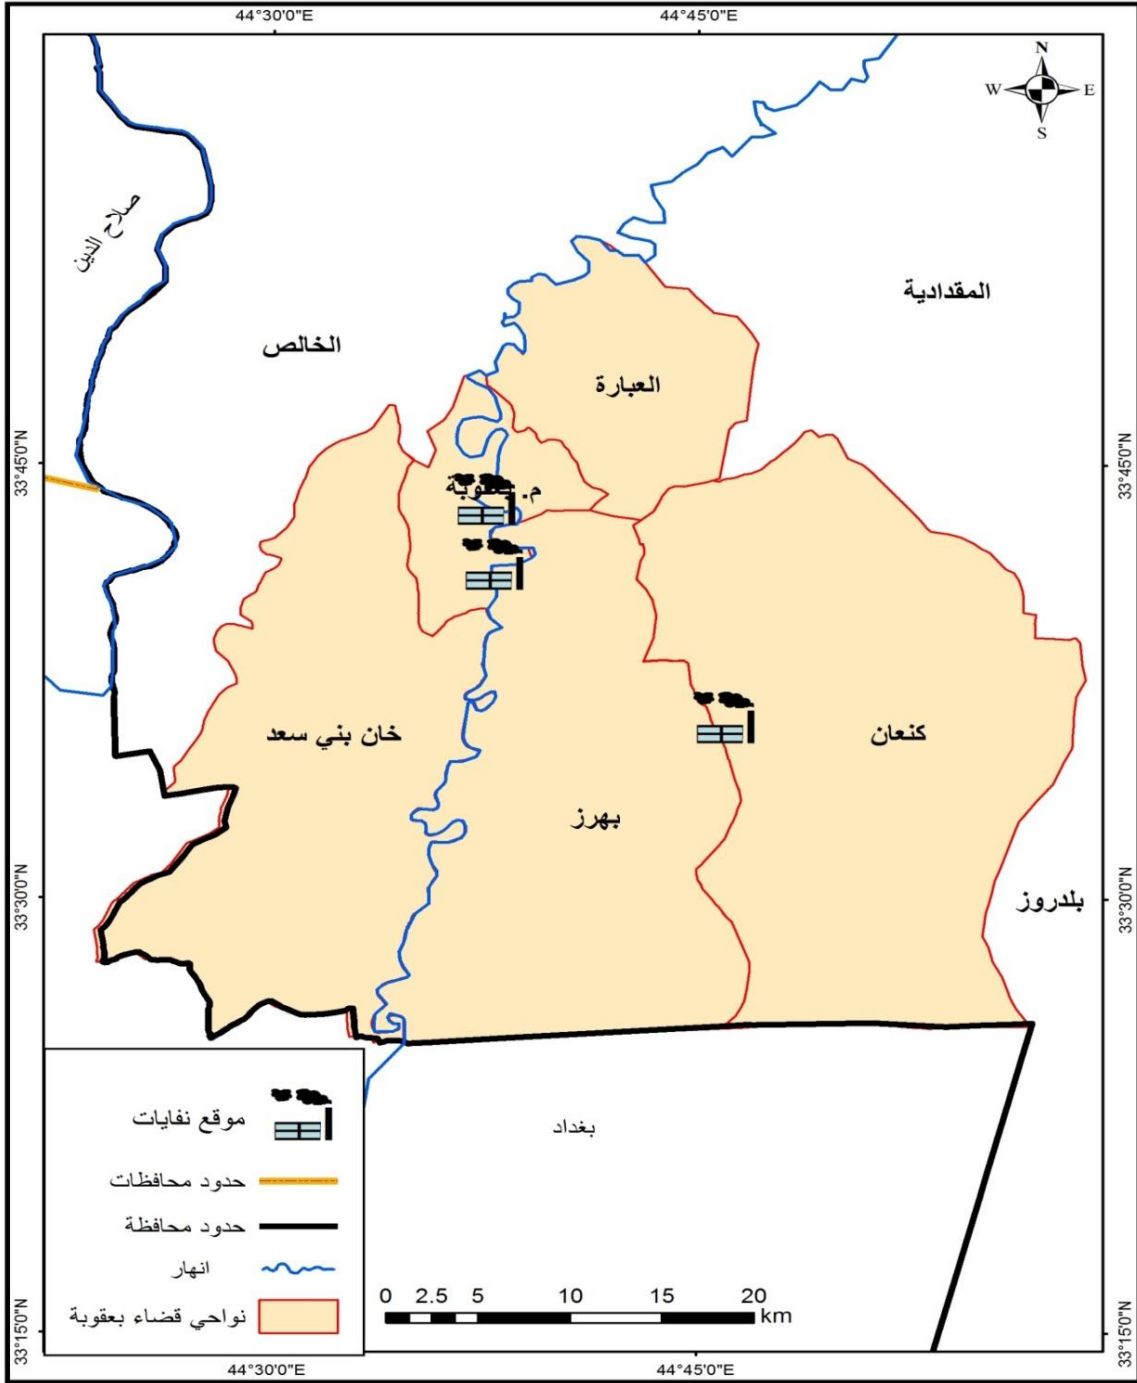 44°30'0"E
44°45'0"E
N
W
E
S
صلاح الدين
المقدادية
الخالص
العبارة
33°45'0"N
33°45'0"N
م. بعقوبة
خان بني سعد
كنعان
بهرز
33°30'0"N
بلدروز
33°30'0"N
بغداد
موقع نفايات
حدود محافظات
حدود محافظة
انهار
نواحي قضاء بعقوبة
0 2.5 5 10 15 20
km
33°15'0"N
33°15'0"N
44°30'0"E
44°45'0"E